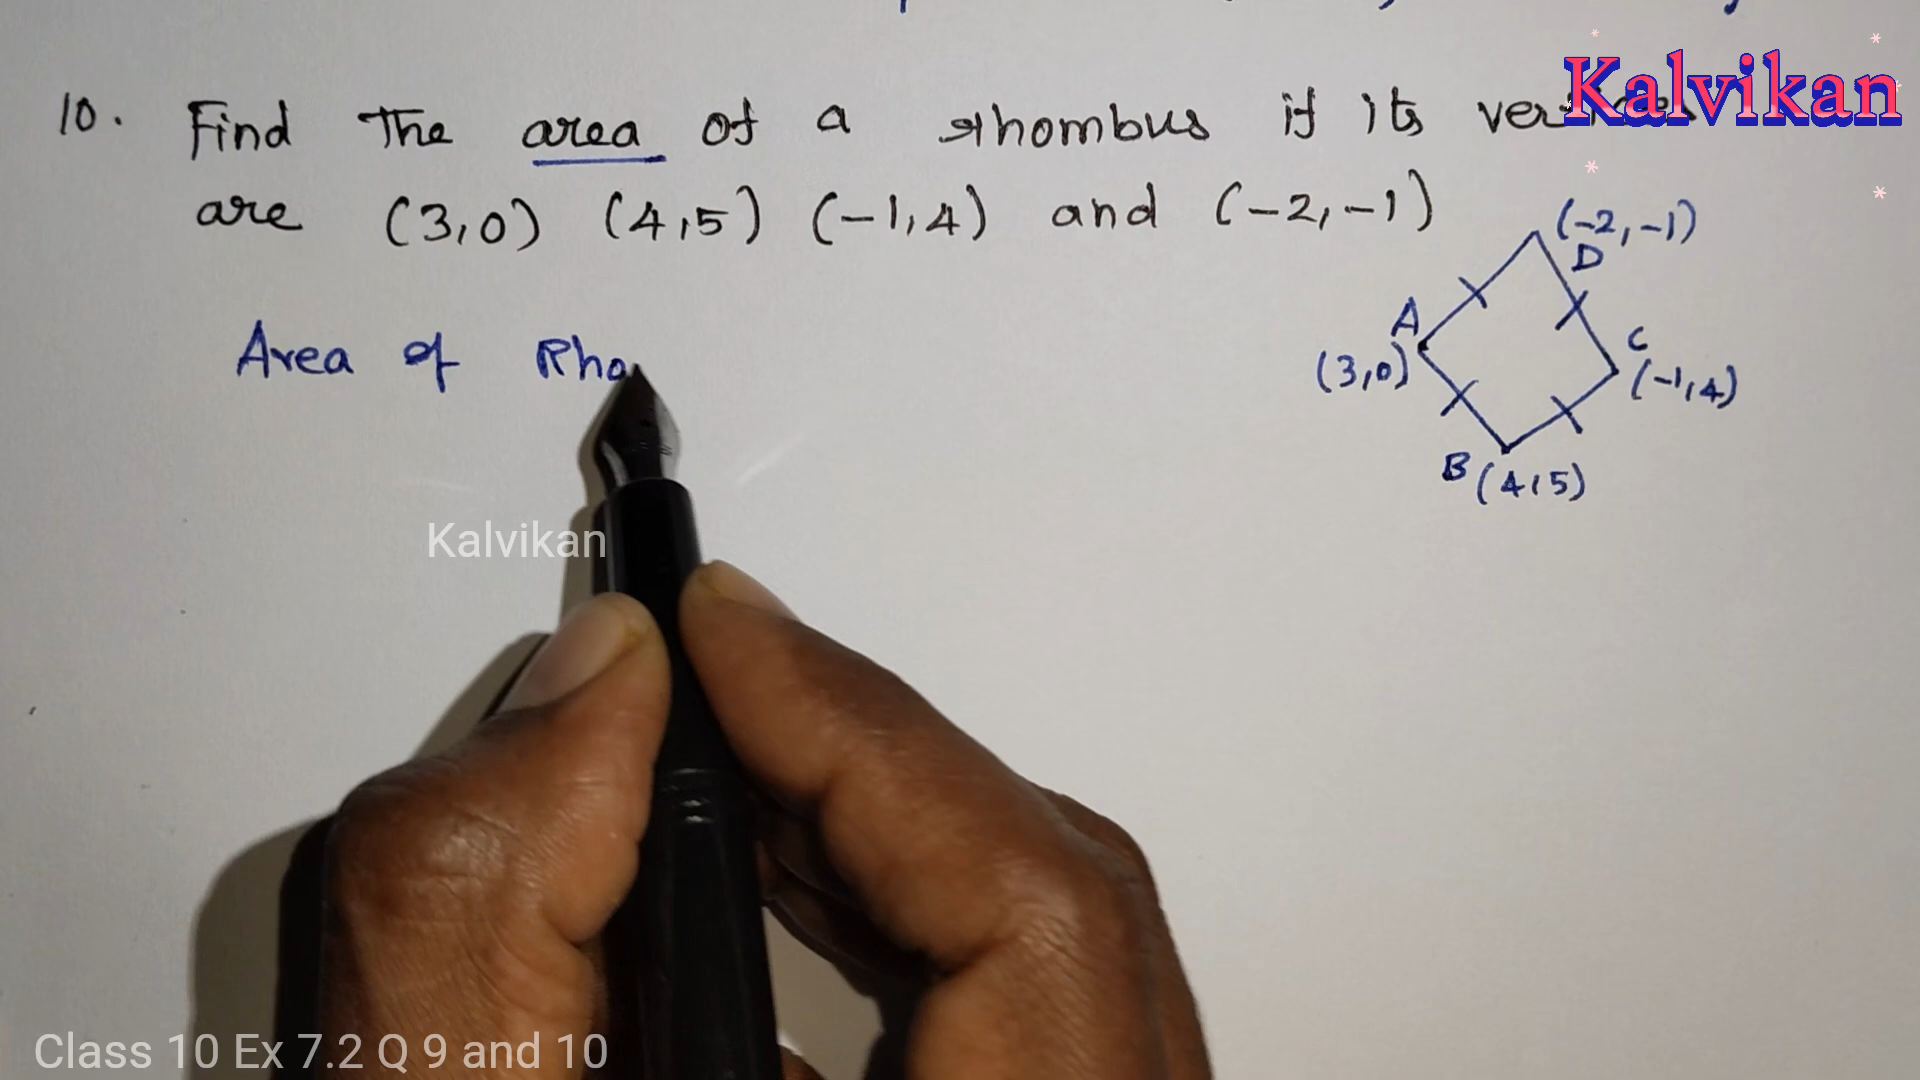 Kalvikan
10. Find The area of a rhombus if its
are (3,0) (4,5) (-1,4) and (-2,-1)
(-2,-1)
D
A
(3,0)
C
(-1,4)
B (4,5)
Area of Rho
Kalvikan
Class 10 Ex 7.2 Q 9 and 10